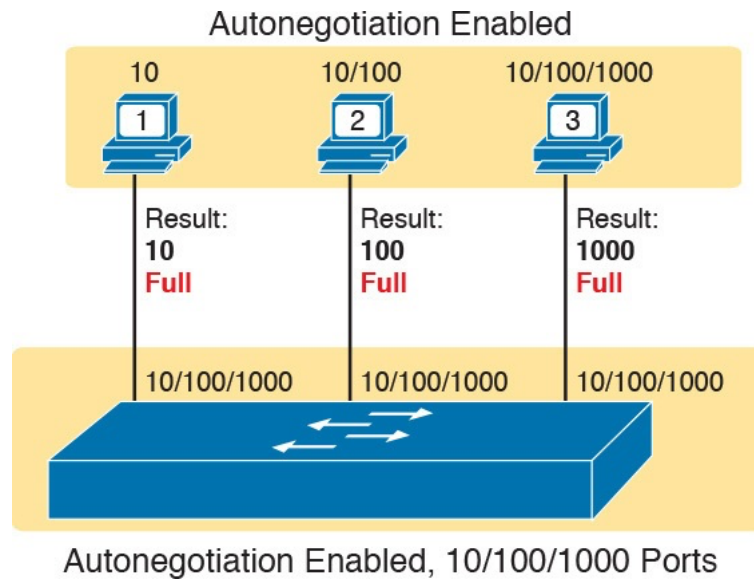 Autonegotiation Enabled
10 10/100 10/100/1000
1 2 3
Result: Result: Result:
10 100 1000
Full Full Full
10/100/1000 10/100/1000 10/100/1000
Autonegotiation Enabled, 10/100/1000 Ports